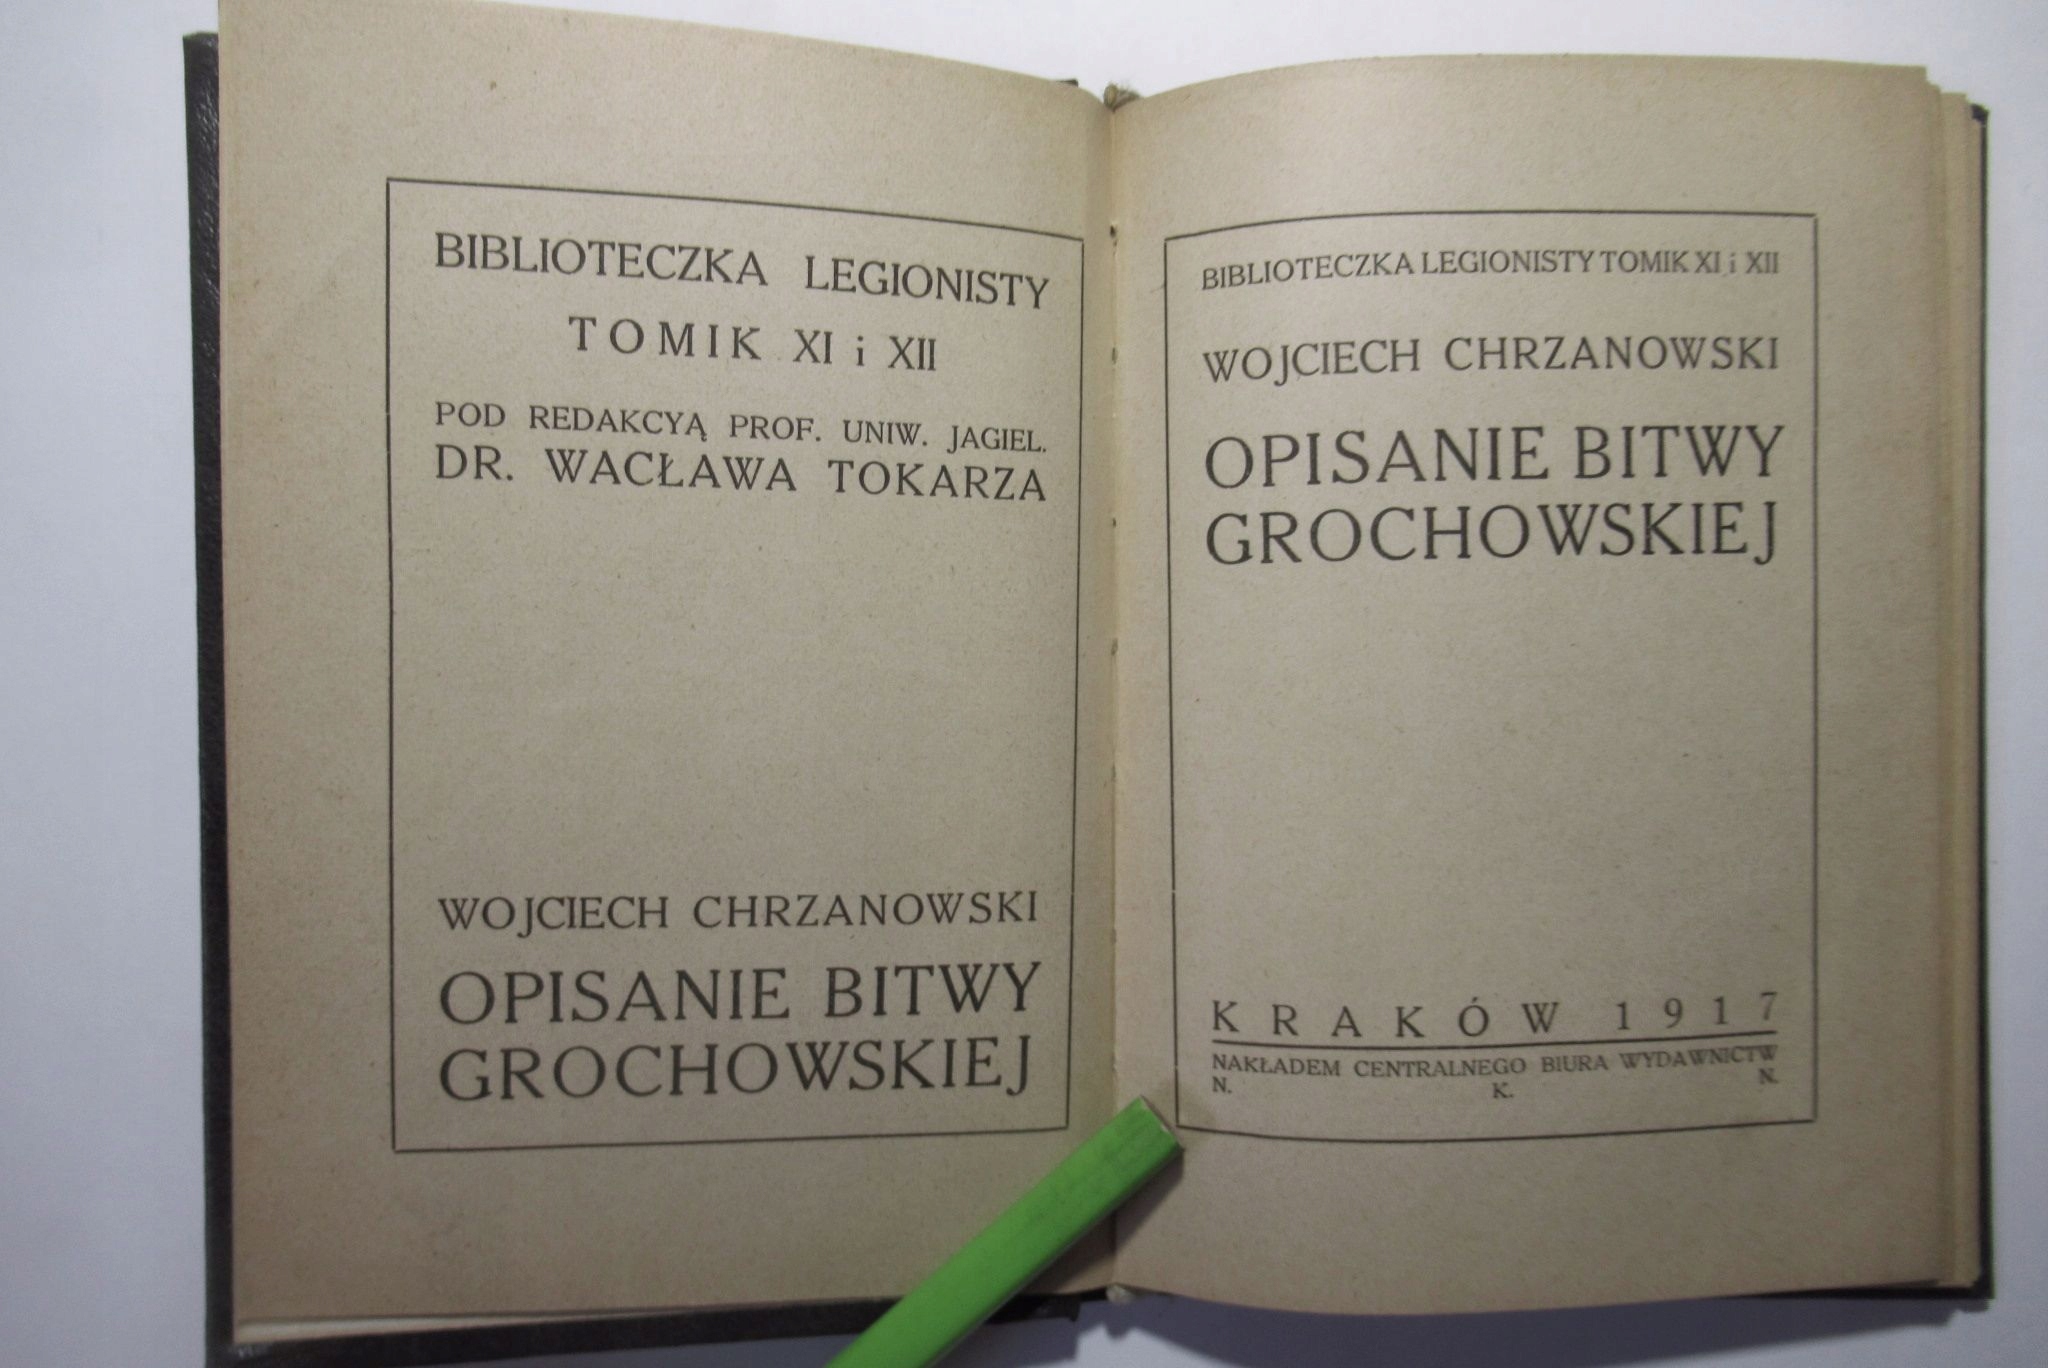 BIBLIOTECZKA LEGIONISTY
TOMIK XI i XII
POD REDAKCYĄ PROF. UNIW. JAGIEL.
DR. WACŁAWA TOKARZA
WOJCIECH CHRZANOWSKI
OPISANIE BITWY
GROCHOWSKIEJ
BIBLIOTECZKA LEGIONISTY TOMIK XI i XII
WOJCIECH CHRZANOWSKI
OPISANIE BITWY
GROCHOWSKIEJ
KRAKÓW 1917
NAKŁADEM CENTRALNEGO BIURA WYDAWNICTW
N. K. N.